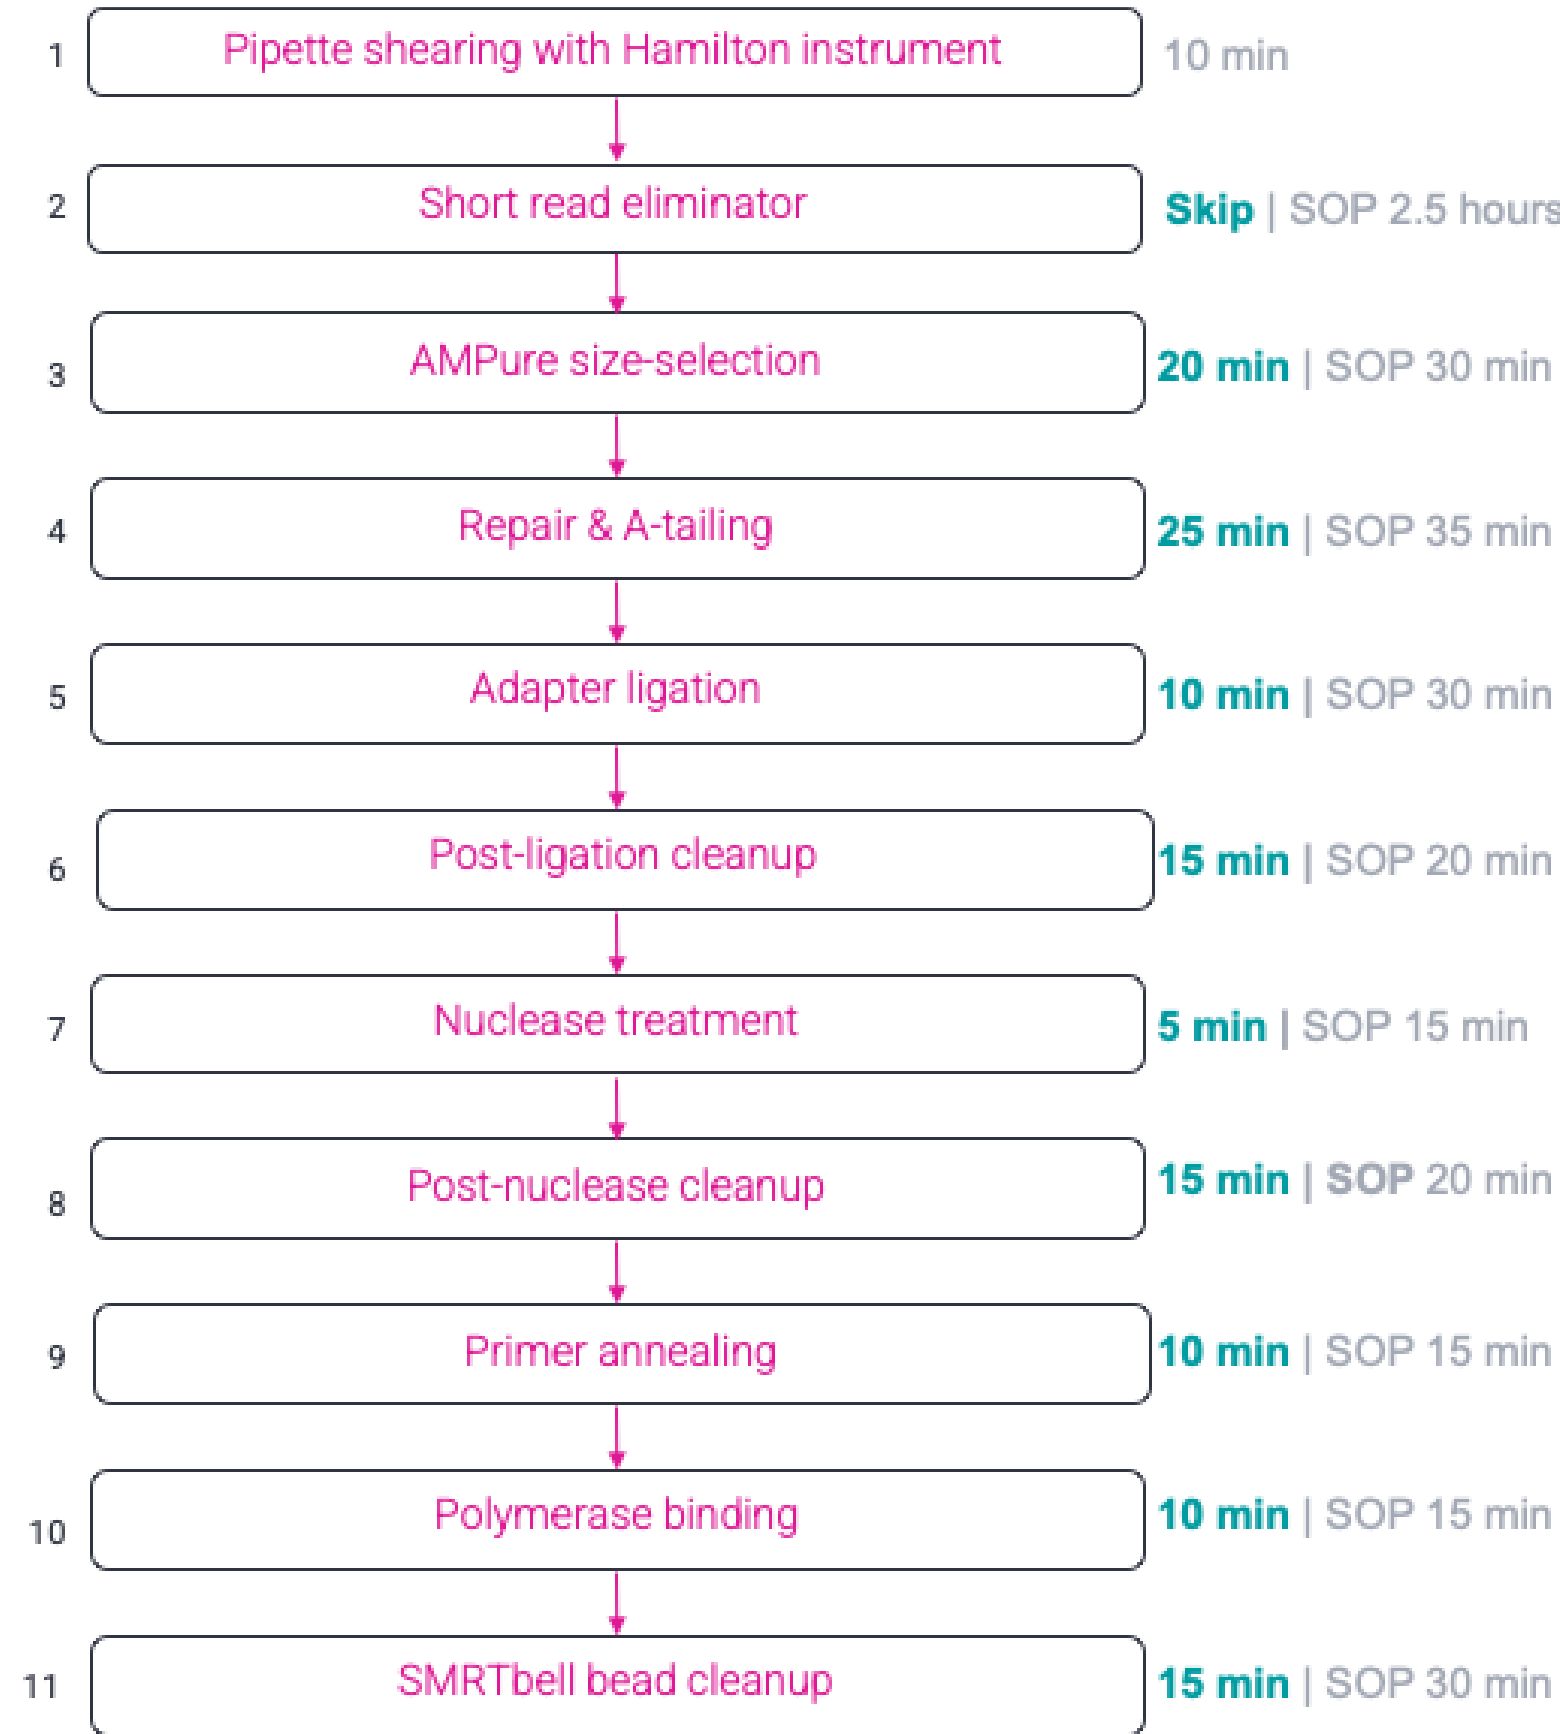 1 Pipette shearing with Hamilton instrument 10 min
2 Short read eliminator Skip | SOP 2.5 hours
3 AMPure size-selection 20 min | SOP 30 min
4 Repair & A-tailing 25 min | SOP 35 min
5 Adapter ligation 10 min | SOP 30 min
6 Post-ligation cleanup 15 min | SOP 20 min
7 Nuclease treatment 5 min | SOP 15 min
8 Post-nuclease cleanup 15 min | SOP 20 min
9 Primer annealing 10 min | SOP 15 min
10 Polymerase binding 10 min | SOP 15 min
11 SMRTbell bead cleanup 15 min | SOP 30 min